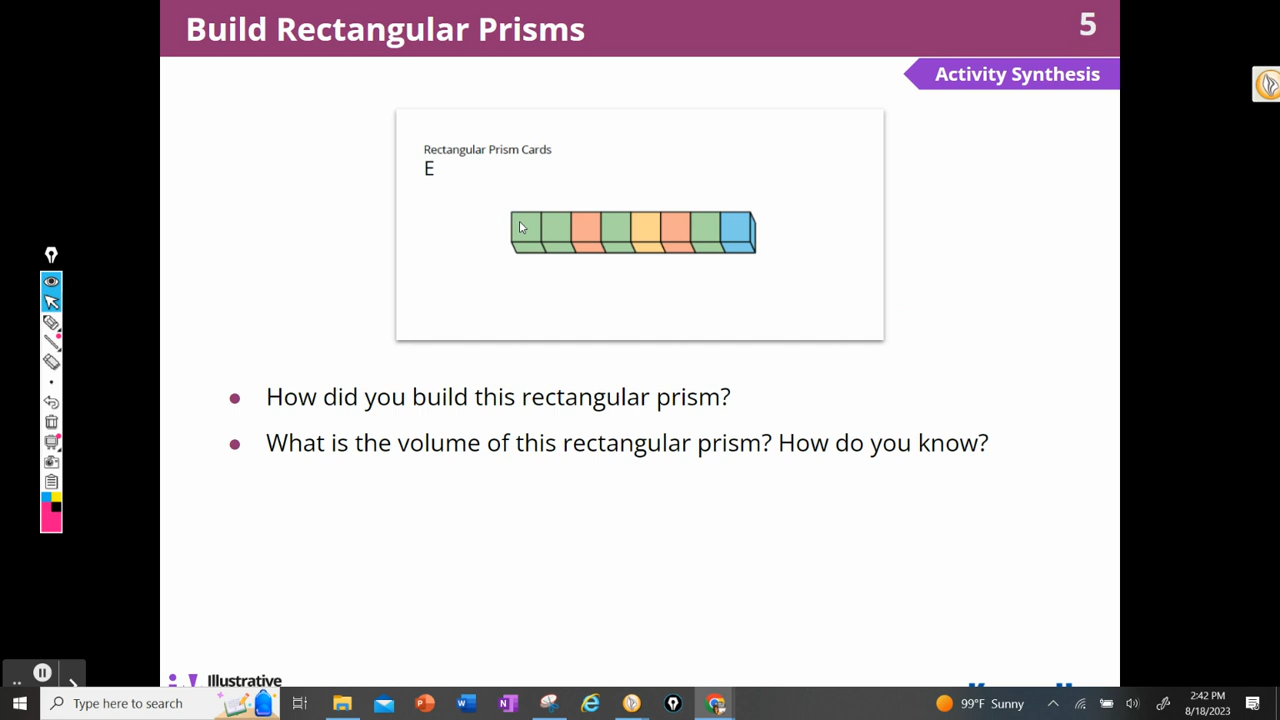 Build Rectangular Prisms
5
Activity Synthesis
Rectangular Prism Cards
E
How did you build this rectangular prism?
What is the volume of this rectangular prism? How do you know?
Illustrative
Type here to search
99°F Sunny
2:42 PM
8/18/2023